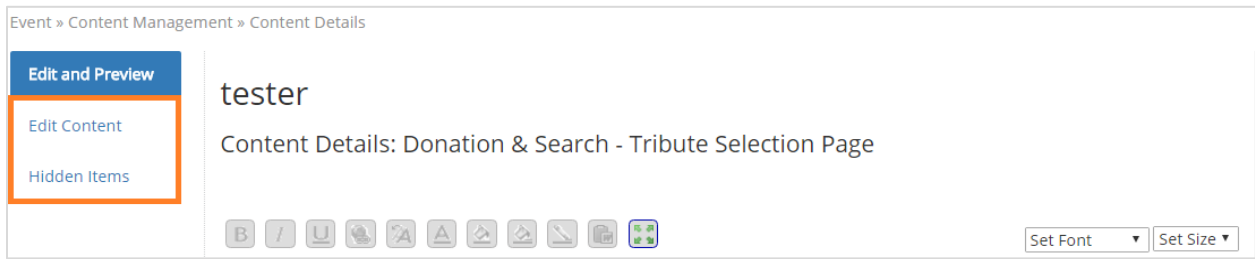 Event » Content Management » Content Details
Edit and Preview
Edit Content
Hidden Items
tester
Content Details: Donation & Search - Tribute Selection Page
B I U A A
Set Font Set Size